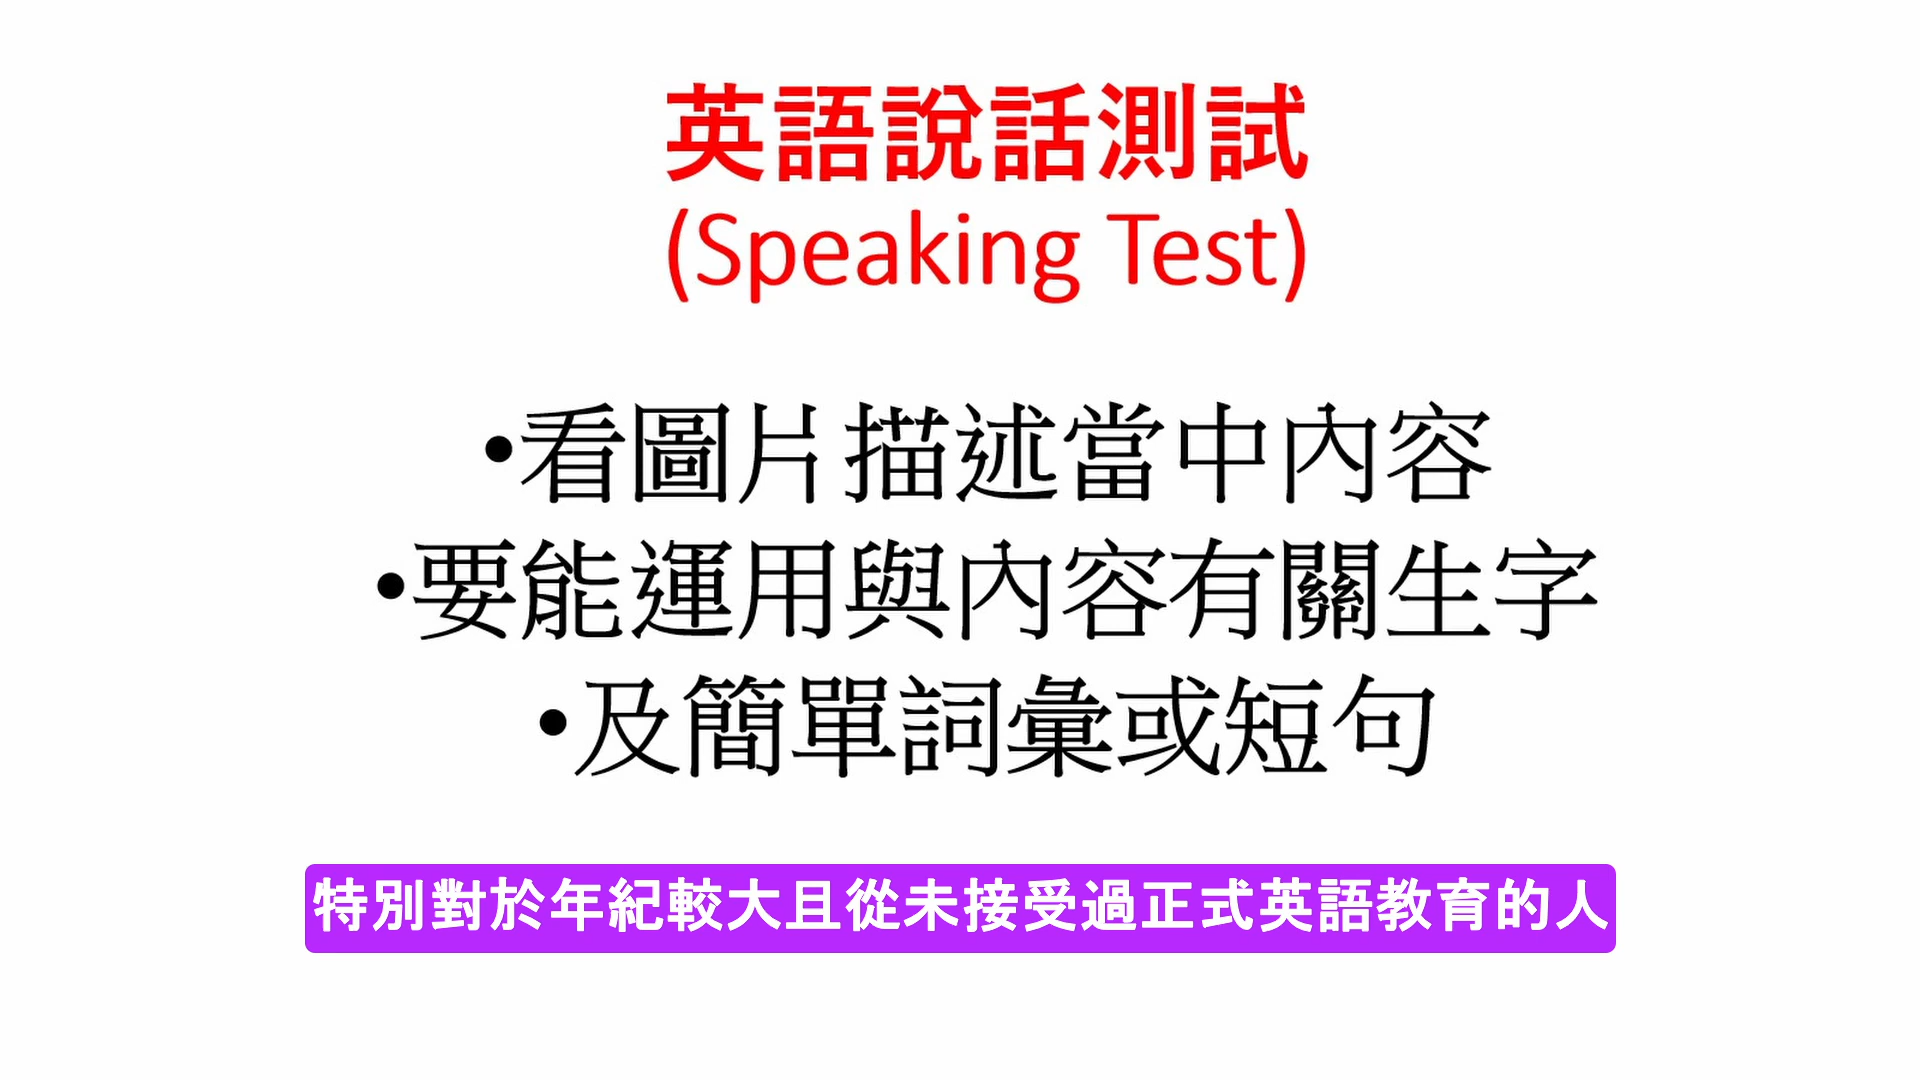 英語說話測試
(Speaking Test)
•看圖片描述當中內容
•要能運用與內容有關生字
•及簡單詞彙或短句
特別對於年紀較大且從未接受過正式英語教育的人